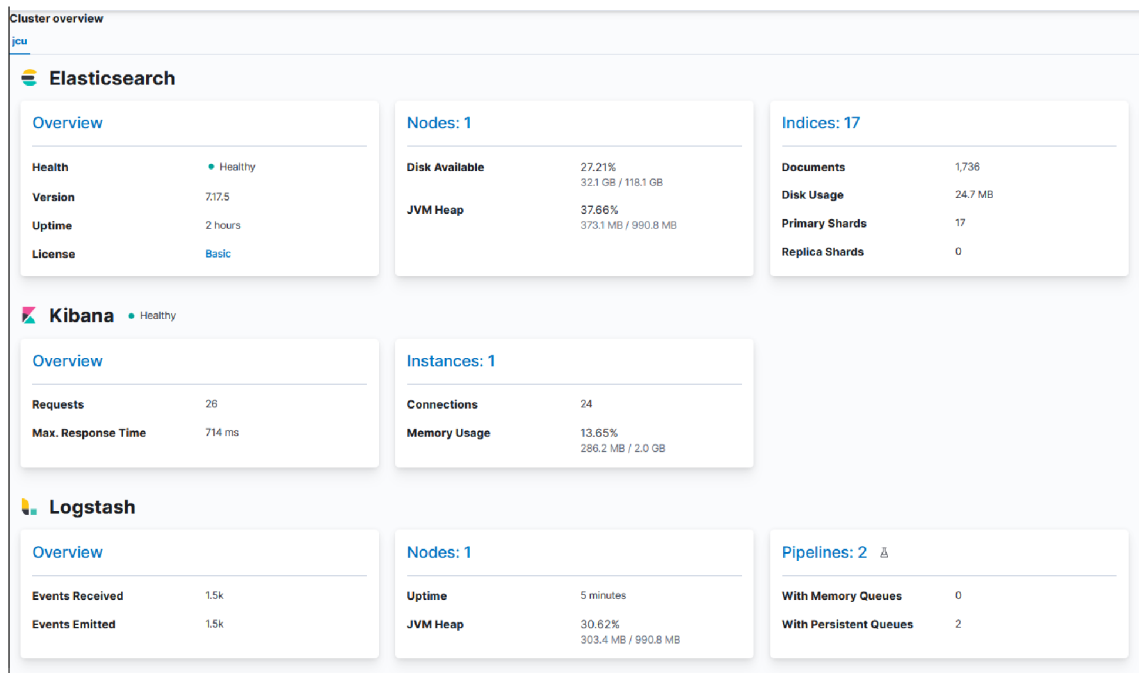 Cluster overview
jcu
Elasticsearch
Overview
Health Healthy
Version 7.17.5
Uptime 2 hours
License Basic
Nodes: 1
Disk Available 27.21%
32.1 GB / 118.1 GB
JVM Heap 37.66%
373.1 MB / 990.8 MB
Indices: 17
Documents 1,736
Disk Usage 24.7 MB
Primary Shards 17
Replica Shards 0
Kibana Healthy
Overview
Requests 26
Max. Response Time 714 ms
Instances: 1
Connections 24
Memory Usage 13.65%
286.2 MB / 2.0 GB
Logstash
Overview
Events Received 1.5k
Events Emitted 1.5k
Nodes: 1
Uptime 5 minutes
JVM Heap 30.62%
303.4 MB / 990.8 MB
Pipelines: 2
With Memory Queues 0
With Persistent Queues 2